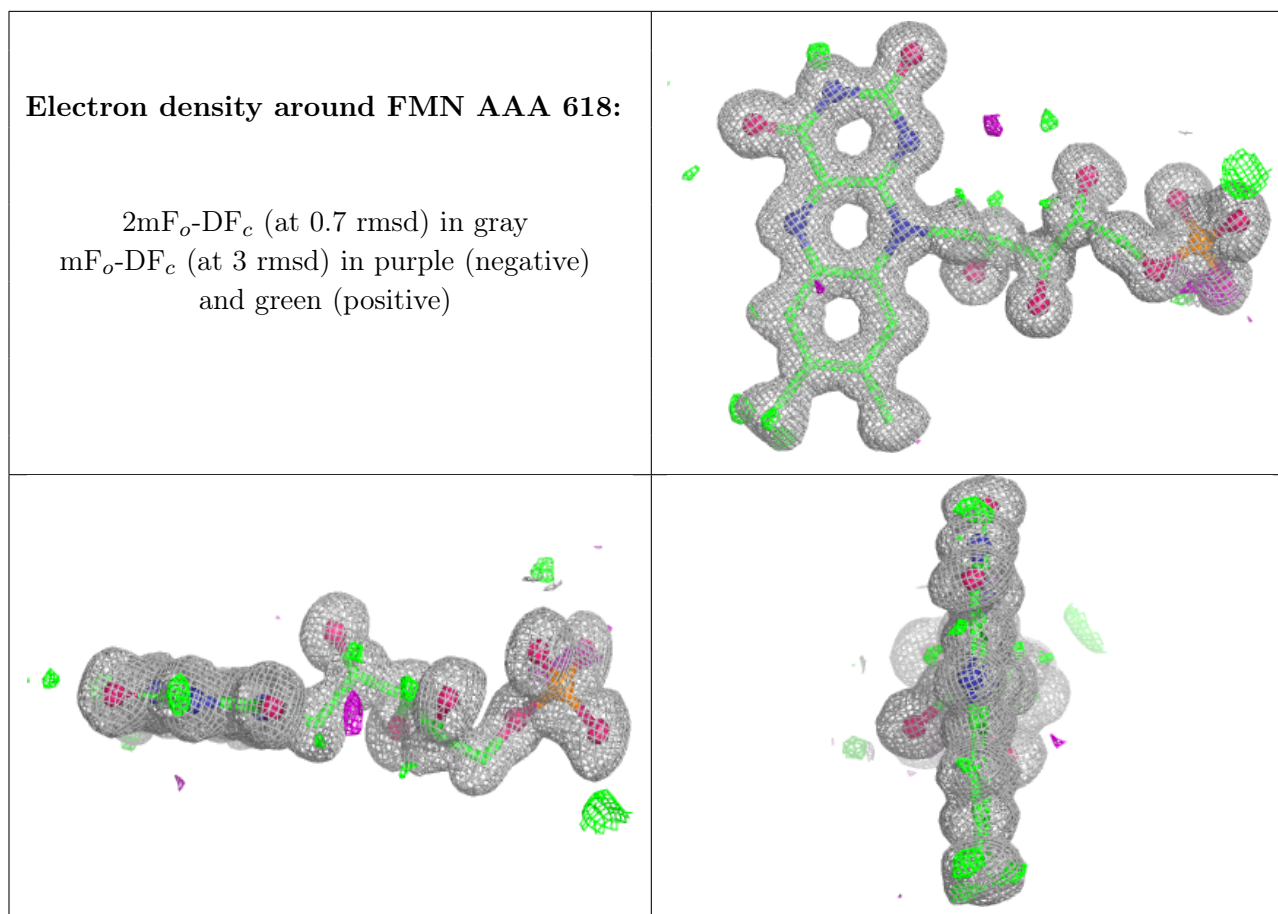 Electron density around FMN AAA 618:
2mFo-DFc (at 0.7 rmsd) in gray
mFo-DFc (at 3 rmsd) in purple (negative)
and green (positive)